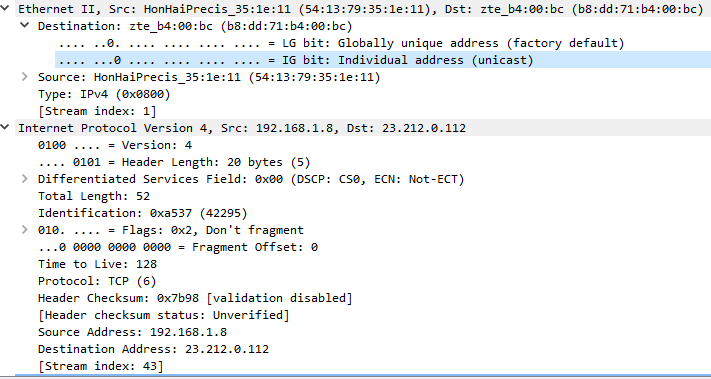 Ethernet II, Src: HonHaiPrecis_35:1e:11 (54:13:79:35:1e:11), Dst: zte_b4:00:bc (b8:dd:71:b4:00:bc)
Destination: zte_b4:00:bc (b8:dd:71:b4:00:bc)
.... ..0. .... .... .... .... = LG bit: Globally unique address (factory default)
.... ...0 .... .... .... .... = IG bit: Individual address (unicast)
Source: HonHaiPrecis_35:1e:11 (54:13:79:35:1e:11)
Type: IPv4 (0x0800)
[Stream index: 1]
Internet Protocol Version 4, Src: 192.168.1.8, Dst: 23.212.0.112
0100 .... = Version: 4
.... 0101 = Header Length: 20 bytes (5)
Differentiated Services Field: 0x00 (DSCP: CS0, ECN: Not-ECT)
Total Length: 52
Identification: 0xa537 (42295)
010. .... = Flags: 0x2, Don't fragment
...0 0000 0000 0000 = Fragment Offset: 0
Time to Live: 128
Protocol: TCP (6)
Header Checksum: 0x7b98 [validation disabled]
[Header checksum status: Unverified]
Source Address: 192.168.1.8
Destination Address: 23.212.0.112
[Stream index: 43]